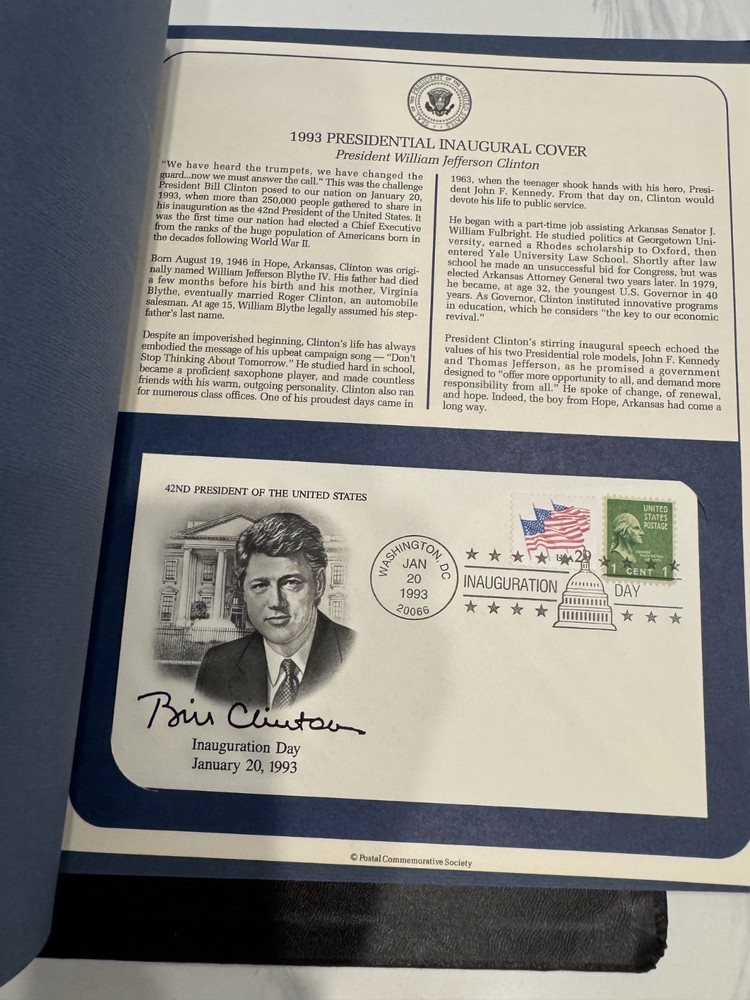 SEAL OF THE PRESIDENT OF THE UNITED STATES
1993 PRESIDENTIAL INAUGURAL COVER
President William Jefferson Clinton
"We have heard the trumpets, we have changed the
guard...now we must answer the call." This was the challenge
President Bill Clinton posed to our nation on January 20,
1993, when more than 250,000 people gathered to share in
his inauguration as the 42nd President of the United States. It
was the first time our nation had elected a Chief Executive
from the ranks of the huge population of Americans born in
the decades following World War II.
Born August 19, 1946 in Hope, Arkansas, Clinton was origi-
nally named William Jefferson Blythe IV. His father had died
a few months before his birth and his mother, Virginia
Blythe, eventually married Roger Clinton, an automobile
salesman. At age 15, William Blythe legally assumed his step-
father's last name.
Despite an impoverished beginning, Clinton's life has always
embodied the message of his upbeat campaign song — "Don't
Stop Thinking About Tomorrow." He studied hard in school,
became a proficient saxophone player, and made countless
friends with his warm, outgoing personality. Clinton also ran
for numerous class offices. One of his proudest days came in
1963, when the teenager shook hands with his hero, Presi-
dent John F. Kennedy. From that day on, Clinton would
devote his life to public service.
He began with a part-time job assisting Arkansas Senator J.
William Fulbright. He studied politics at Georgetown Uni-
versity, earned a Rhodes scholarship to Oxford, then
entered Yale University Law School. Shortly after law
school he made an unsuccessful bid for Congress, but was
elected Arkansas Attorney General two years later. In 1979,
he became, at age 32, the youngest U.S. Governor in 40
years. As Governor, Clinton instituted innovative programs
in education, which he considers "the key to our economic
revival."
President Clinton's stirring inaugural speech echoed the
values of his two Presidential role models, John F. Kennedy
and Thomas Jefferson, as he promised a government
designed to "offer more opportunity to all, and demand more
responsibility from all." He spoke of change, of renewal,
and hope. Indeed, the boy from Hope, Arkansas had come a
long way.
42ND PRESIDENT OF THE UNITED STATES
WASHINGTON, DC
JAN
20
1993
20066
29
INAUGURATION DAY
UNITED
STATES
POSTAGE
1 CENT 1
Bill Clinton
Inauguration Day
January 20, 1993
© Postal Commemorative Society